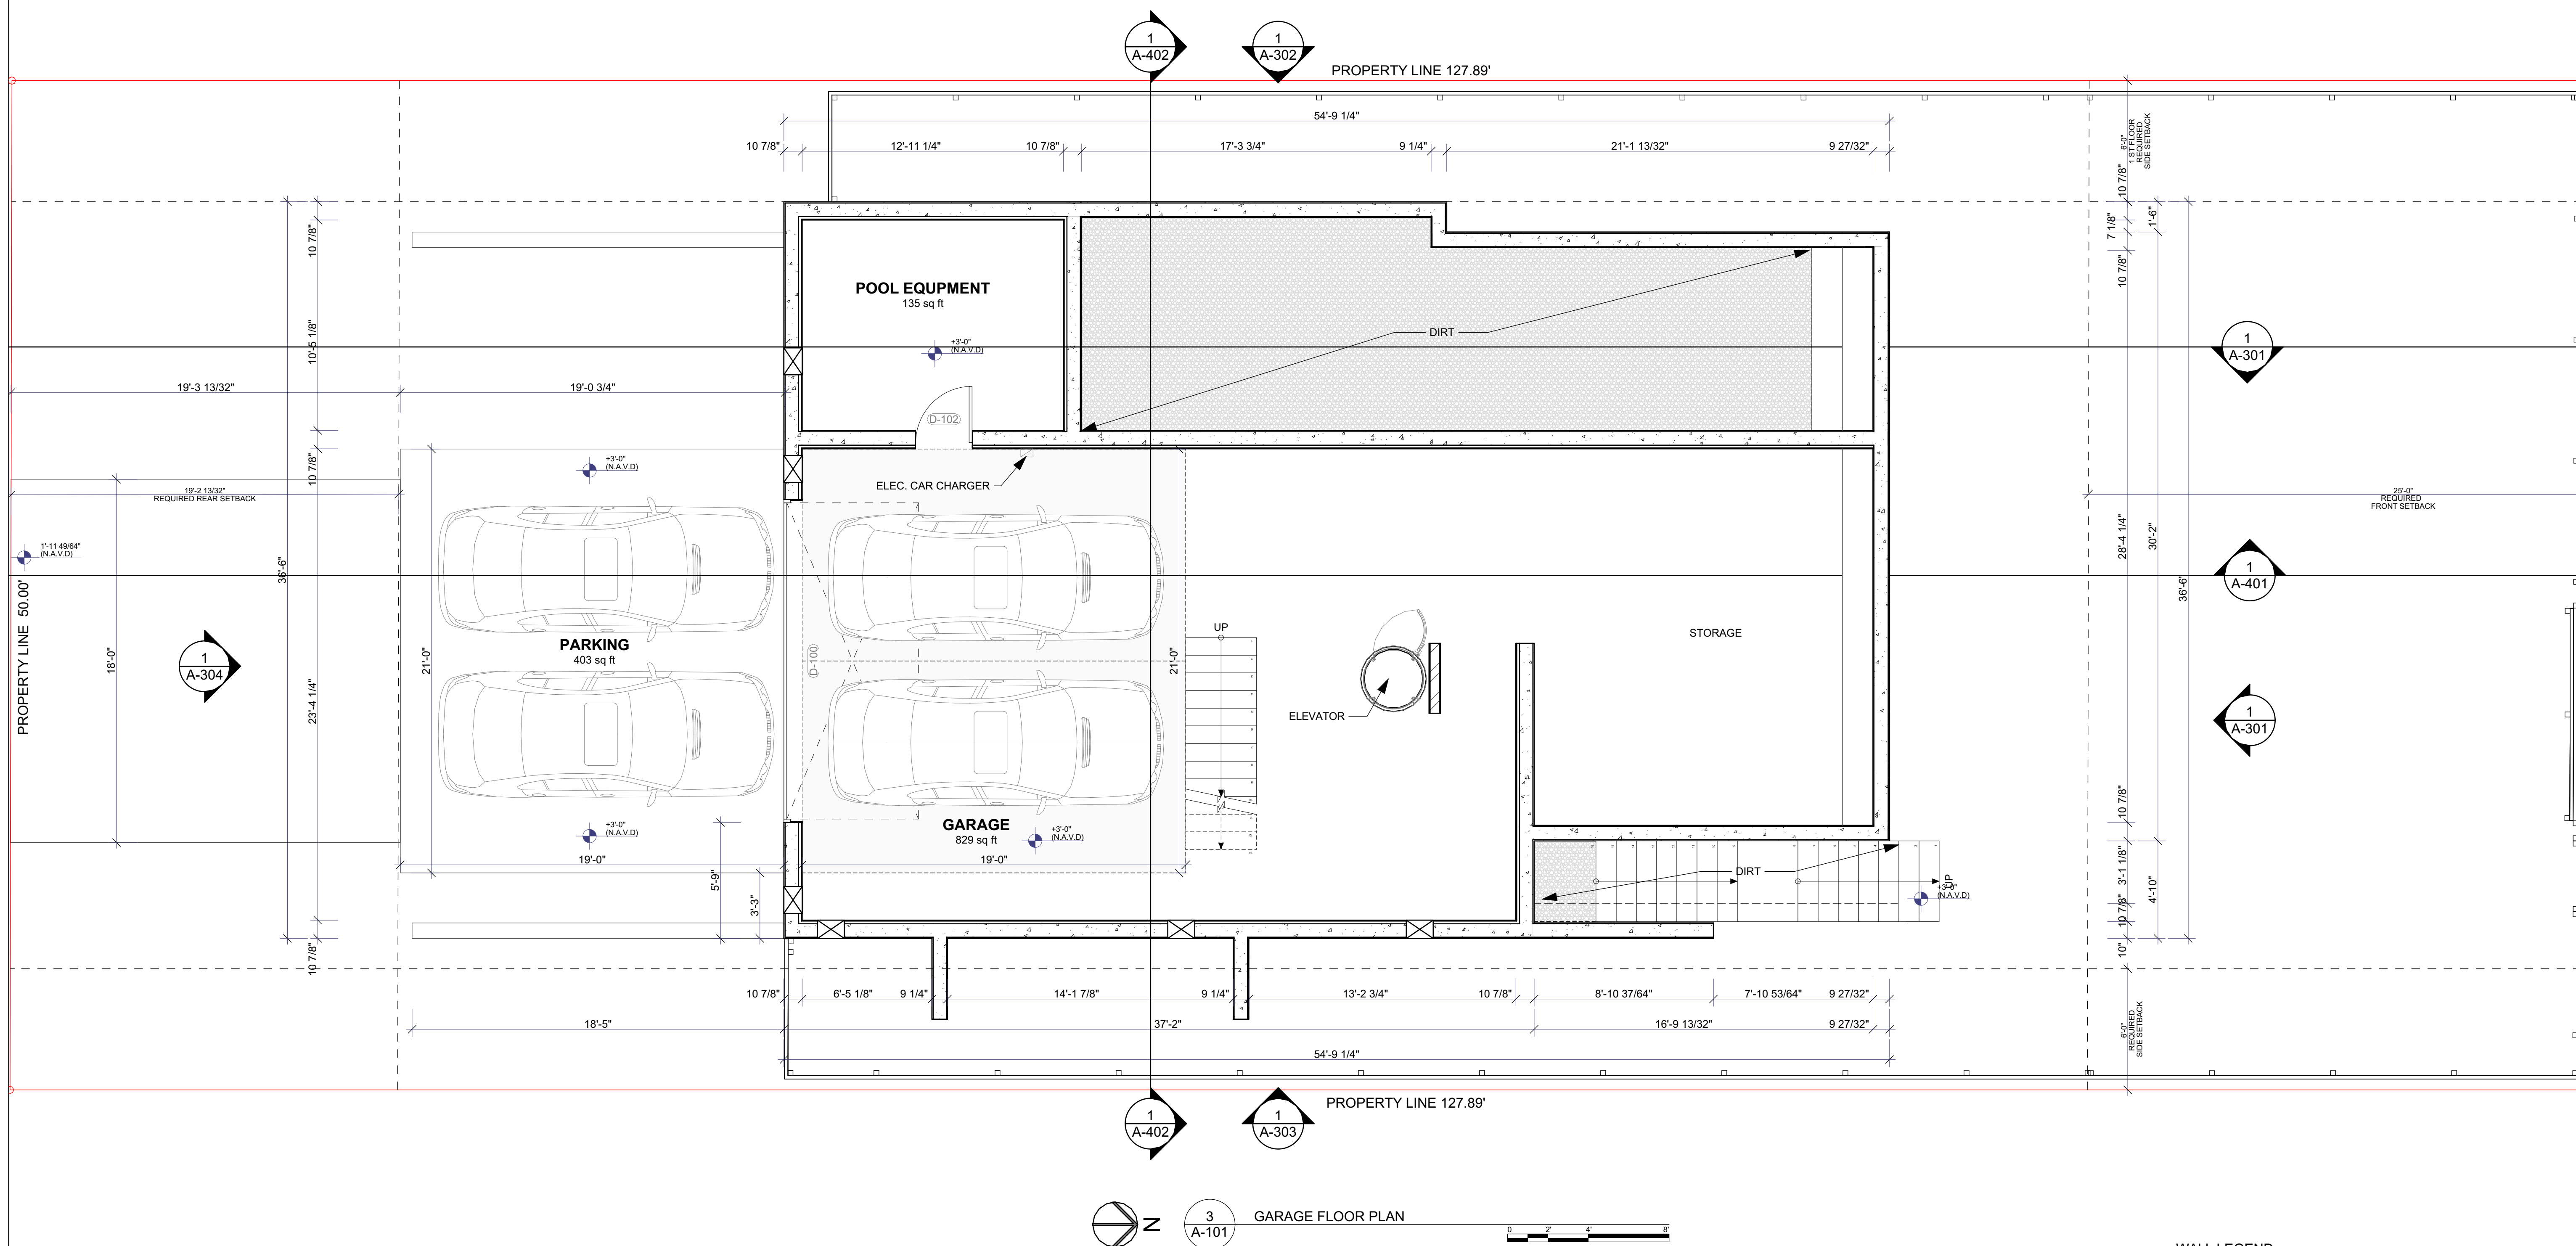 1
A-402
1
A-302
PROPERTY LINE 127.89'
54'-9 1/4"
10 7/8"
12'-11 1/4"
10 7/8"
17'-3 3/4"
9 1/4"
21'-1 13/32"
9 27/32"
6'-0"
1 ST FLOOR
REQUIRED
SIDE SETBACK
10 7/8"
7 1/8"
1'-6"
10 7/8"
10 7/8"
10'-5 1/8"
10 7/8"
36'-6"
23'-4 1/4"
10 7/8"
POOL EQUPMENT
135 sq ft
+3'-0"
(N.A.V.D)
D-102
DIRT
1
A-301
19'-3 13/32"
19'-0 3/4"
19'-2 13/32"
REQUIRED REAR SETBACK
+3'-0"
(N.A.V.D)
ELEC. CAR CHARGER
25'-0"
REQUIRED
FRONT SETBACK
1'-11 49/64"
(N.A.V.D)
PROPERTY LINE 50.00'
18'-0"
1
A-304
21'-0"
PARKING
403 sq ft
D-100
21'-0"
UP
ELEVATOR
STORAGE
28'-4 1/4"
30'-2"
36'-6"
1
A-401
1
A-301
+3'-0"
(N.A.V.D)
GARAGE
829 sq ft
+3'-0"
(N.A.V.D)
19'-0"
19'-0"
5'-9"
3'-3"
DIRT
UP
+3'-0"
(N.A.V.D)
10 7/8"
3'-1 1/8"
4'-10"
10 7/8"
10"
10 7/8"
6'-5 1/8"
9 1/4"
14'-1 7/8"
9 1/4"
13'-2 3/4"
10 7/8"
8'-10 37/64"
7'-10 53/64"
9 27/32"
18'-5"
37'-2"
16'-9 13/32"
9 27/32"
54'-9 1/4"
6'-0"
REQUIRED
SIDE SETBACK
1
A-402
1
A-303
PROPERTY LINE 127.89'
N
3
A-101
GARAGE FLOOR PLAN
0 2' 4' 8'
WALL LEGEND